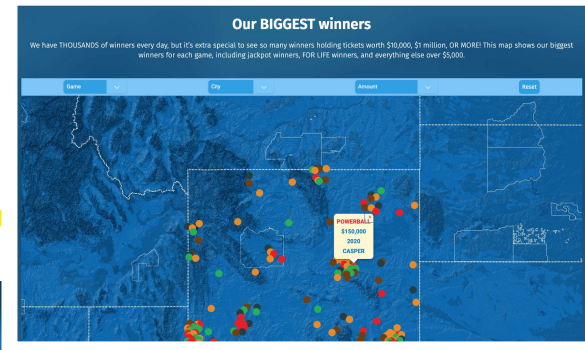 Our BIGGEST winners
We have THOUSANDS of winners every day, but it's extra special to see so many winners holding tickets worth $10,000, $1 million, OR MORE! This map shows our biggest
winners for each game, including jackpot winners, FOR LIFE winners, and everything else over $5,000.
Game City Amount Reset
POWERBALL
$150,000
2020
CASPER